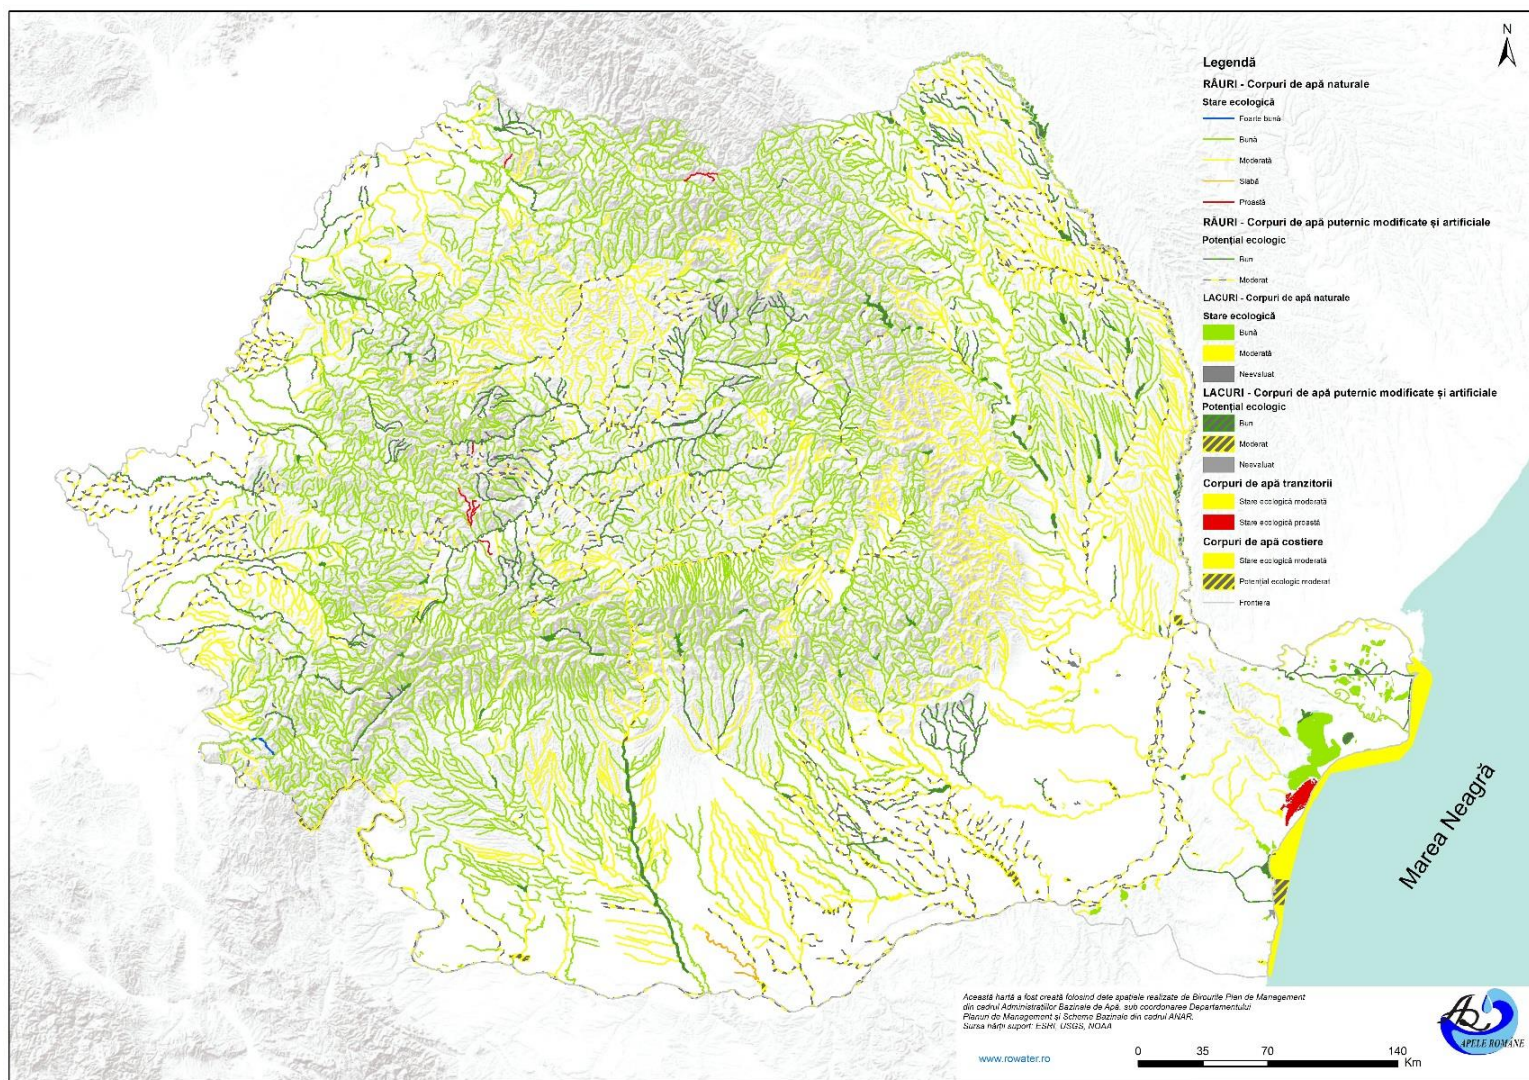 N
Legendă
RÂURI - Corpuri de apă naturale
Stare ecologică
Foarte bună
Bună
Moderată
Slabă
Proastă
RÂURI - Corpuri de apă puternic modificate și artificiale
Potențial ecologic
Bun
Moderat
LACURI - Corpuri de apă naturale
Stare ecologică
Bună
Moderată
Neevaluat
LACURI - Corpuri de apă puternic modificate și artificiale
Potențial ecologic
Bun
Moderat
Neevaluat
Corpuri de apă tranzitorii
Stare ecologică moderată
Stare ecologică proastă
Corpuri de apă costiere
Stare ecologică moderată
Potențial ecologic moderat
Frontiera
Marea Neagră
Această hartă a fost creată folosind date spațiale realizate de Birourile Plan de Management
din cadrul Administrațiilor Bazinale de Apă, sub coordonarea Departamentului
Planuri de Management și Scheme Bazinale din cadrul ANAR.
Sursa hărții suport: ESRI, USGS, NOAA
www.rowater.ro
0 35 70 140
Km
APELE ROMÂNE